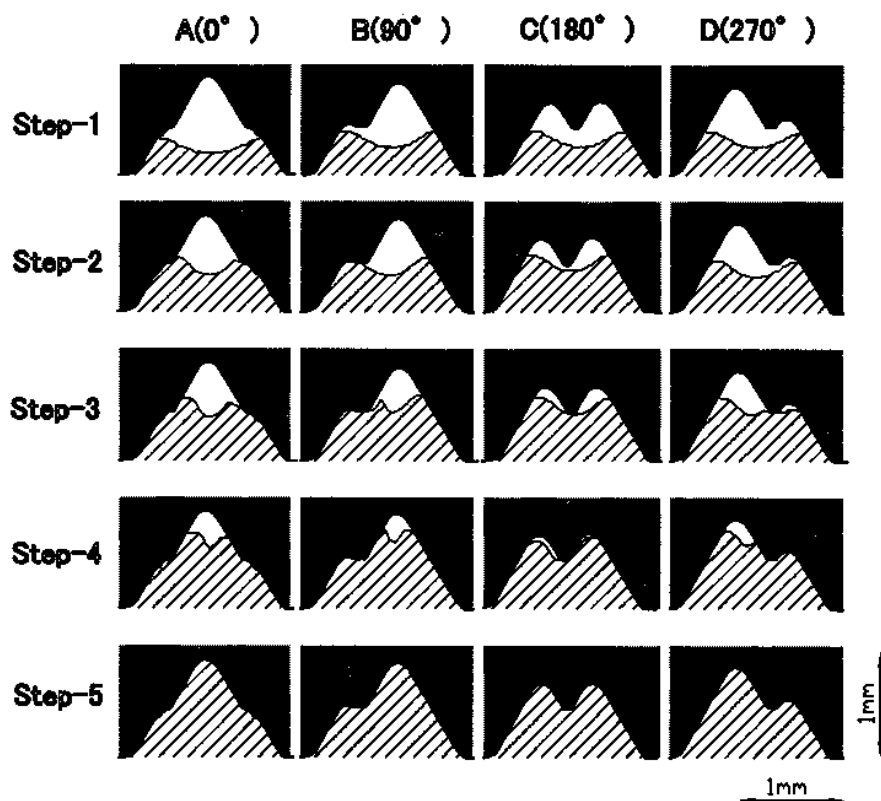 A(0° ) B(90° ) C(180° ) D(270° )
Step-1
Step-2
Step-3
Step-4
Step-5
1mm
1mm